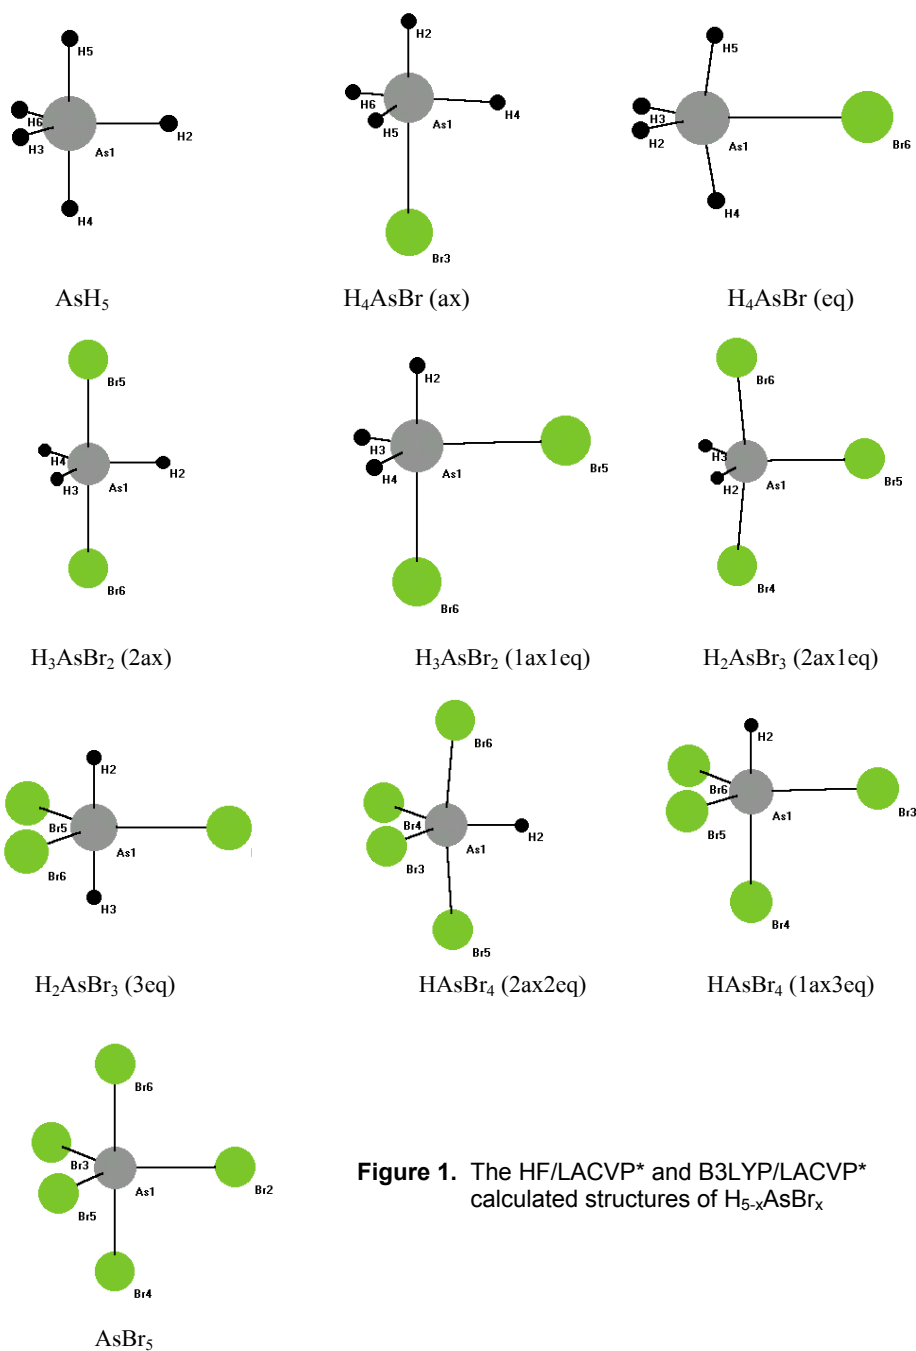 H5
H6
H3
As1
H2
H4
AsH₅
H2
H6
H5
As1
H4
Br3
H₄AsBr (ax)
H5
H3
H2
As1
Br6
H4
H₄AsBr (eq)
Br5
H4
H3
As1
H2
Br6
H₃AsBr₂ (2ax)
H2
H3
H4
As1
Br5
Br6
H₃AsBr₂ (1ax1eq)
Br6
H3
H2
As1
Br5
Br4
H₂AsBr₃ (2ax1eq)
H2
Br5
Br6
As1
H3
H₂AsBr₃ (3eq)
Br6
Br4
Br3
As1
H2
Br5
HAsBr₄ (2ax2eq)
H2
Br6
Br5
As1
Br3
Br4
HAsBr₄ (1ax3eq)
Br6
Br3
Br5
As1
Br2
Br4
AsBr₅
Figure 1. The HF/LACVP* and B3LYP/LACVP*
calculated structures of H₅₋ₓAsBrₓ